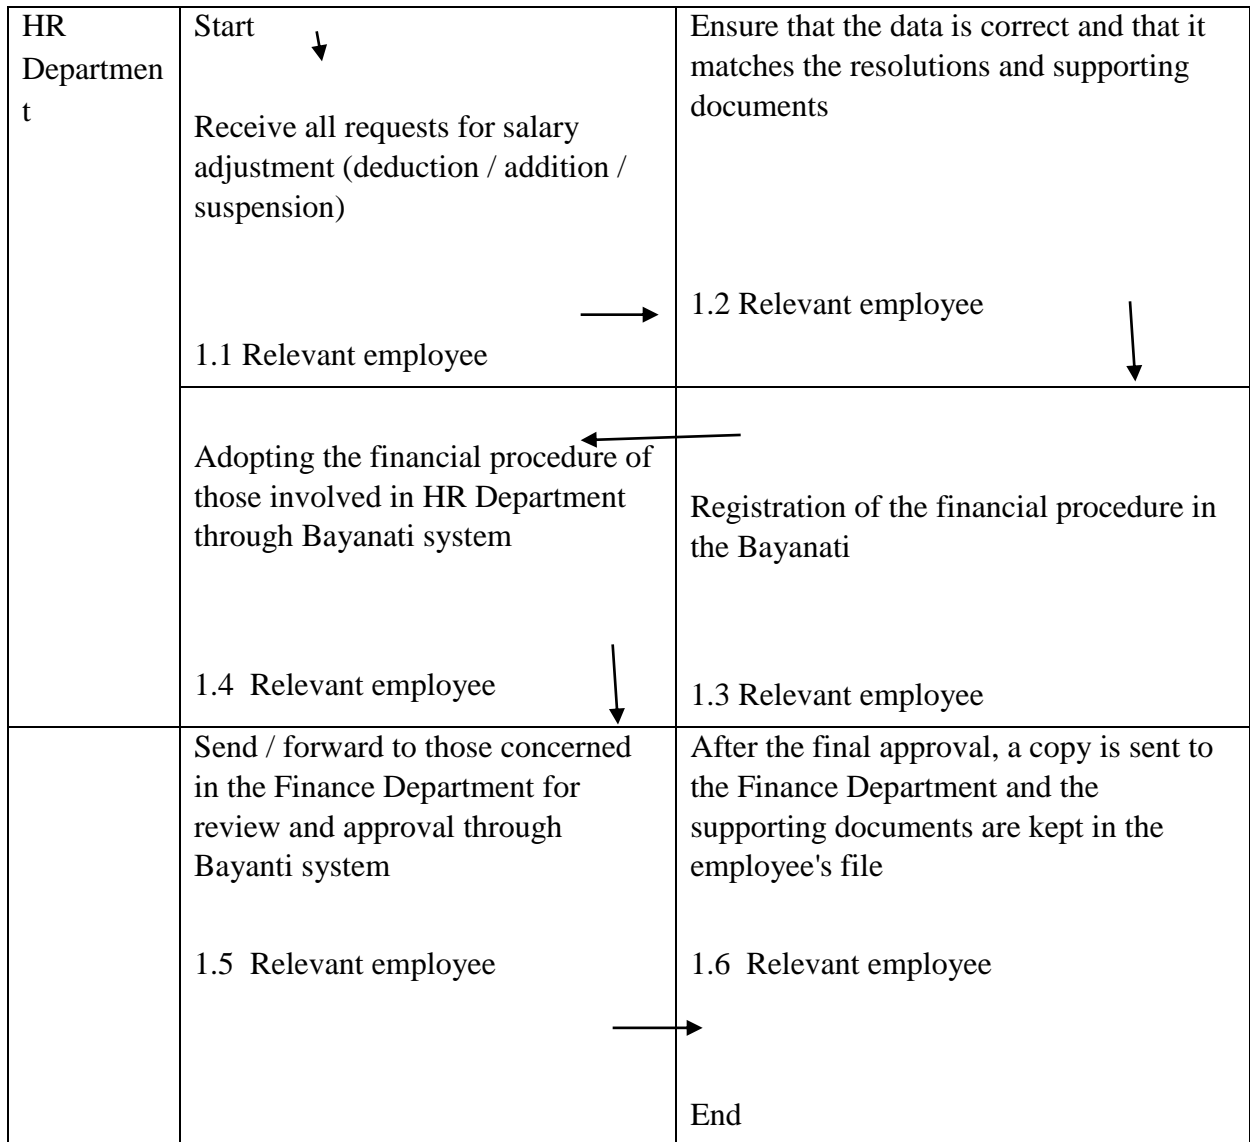 HR
Departmen
t
Start
Receive all requests for salary
adjustment (deduction / addition /
suspension)
1.1 Relevant employee
Ensure that the data is correct and that it
matches the resolutions and supporting
documents
1.2 Relevant employee
Adopting the financial procedure of
those involved in HR Department
through Bayanati system
1.4  Relevant employee
Registration of the financial procedure in
the Bayanati
1.3 Relevant employee
Send / forward to those concerned
in the Finance Department for
review and approval through
Bayanti system
1.5  Relevant employee
After the final approval, a copy is sent to
the Finance Department and the
supporting documents are kept in the
employee's file
1.6  Relevant employee
End